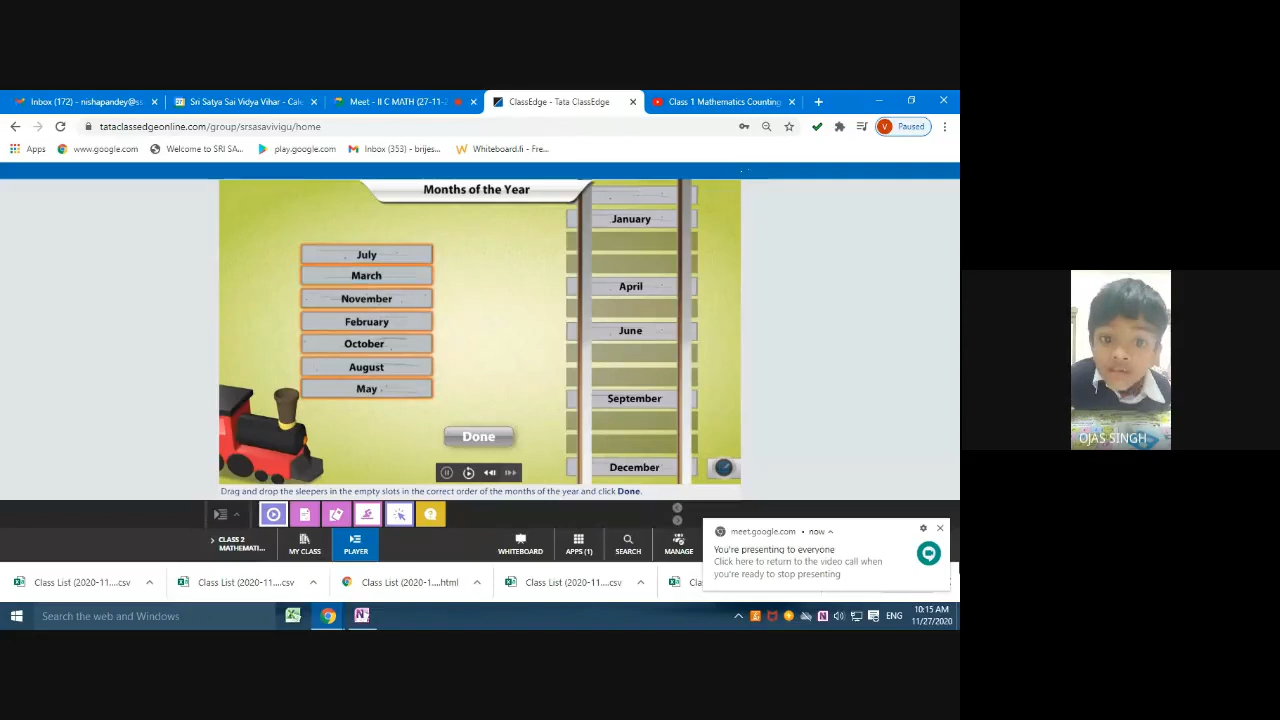 Inbox (172) - nishapandey@s
Sri Satya Sai Vidya Vihar - Cale
Meet - II C MATH (27-11-2
ClassEdge - Tata ClassEdge
Class 1 Mathematics Counting
tataclassedgeonline.com/group/srsasavivigu/home
V Paused
Apps
www.google.com
Welcome to SRI SA...
play.google.com
Inbox (353) - brijes...
Whiteboard.fi - Fre...
Months of the Year
January
July
March
November
February
October
August
May
April
June
September
December
Done
Drag and drop the sleepers in the empty slots in the correct order of the months of the year and click Done.
OJAS SINGH
CLASS 2
MATHEMATI...
MY CLASS
PLAYER
WHITEBOARD
APPS (1)
SEARCH
MANAGE
meet.google.com • now
You're presenting to everyone
Click here to return to the video call when
you're ready to stop presenting
Class List (2020-11....csv
Class List (2020-11....csv
Class List (2020-1....html
Class List (2020-11....csv
Search the web and Windows
ENG
10:15 AM
11/27/2020